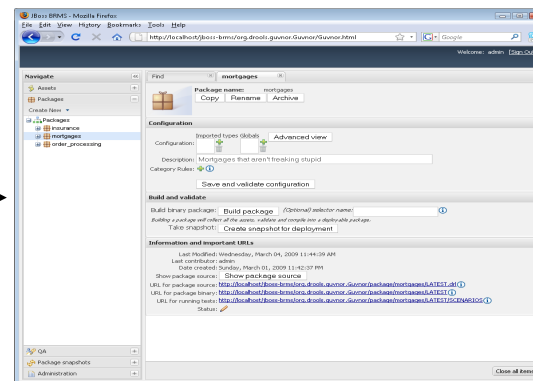 JBoss BRMS - Mozilla Firefox
File Edit View History Bookmarks Tools Help
http://localhost/jboss-brms/org.drools.guvnor.Guvnor/Guvnor.html
Google
Welcome: admin [Sign Out
Navigate
Find
mortgages
Assets
Packages
Create New
Packages
insurance
mortgages
order_processing
Package name: mortgages
Copy Rename Archive
Configuration
Imported types Globals Advanced view
Configuration:
Description: Mortgages that aren't freaking stupid
Category Rules:
Save and validate configuration
Build and validate
Build binary package: Build package (Optional) selector name:
Building a package will collect all the assets, validate and compile into a deployable package.
Take snapshot: Create snapshot for deployment
Information and important URLs
Last Modified: Wednesday, March 04, 2009 11:44:39 AM
Last contributor: admin
Date created: Sunday, March 01, 2009 11:42:37 PM
Show package source: Show package source
URL for package source: http://localhost/jboss-brms/org.drools.guvnor.Guvnor/package/mortgages/LATEST.drl
URL for package binary: http://localhost/jboss-brms/org.drools.guvnor.Guvnor/package/mortgages/LATEST
URL for running tests: http://localhost/jboss-brms/org.drools.guvnor.Guvnor/package/mortgages/LATEST/SCENARIOS
Status:
QA
Package snapshots
Administration
Close all items